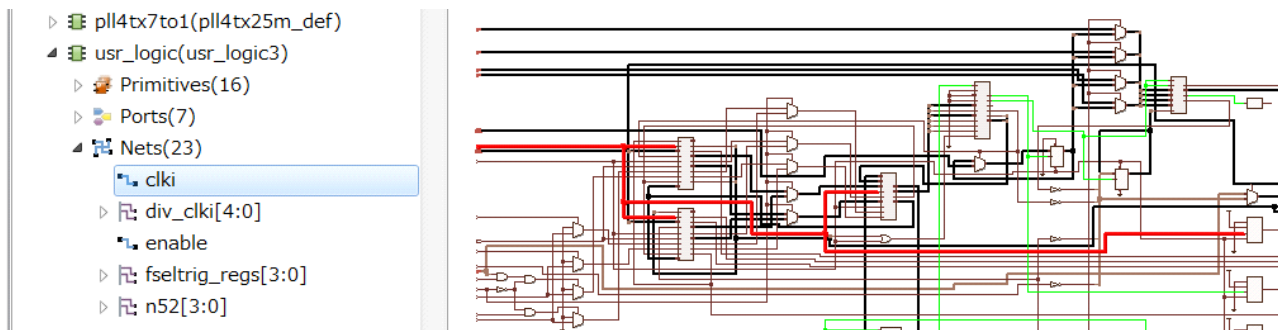 pll4tx7to1(pll4tx25m_def)
usr_logic(usr_logic3)
Primitives(16)
Ports(7)
Nets(23)
clki
div_clki[4:0]
enable
fseltrig_regs[3:0]
n52[3:0]